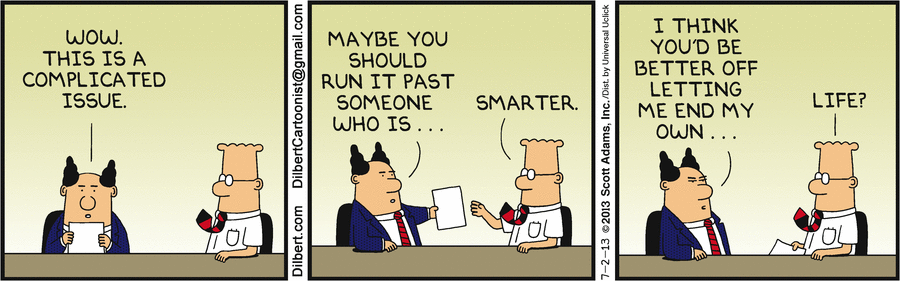 WOW.
THIS IS A
COMPLICATED
ISSUE.
Dilbert.com DilbertCartoonist@gmail.com
MAYBE YOU
SHOULD
RUN IT PAST
SOMEONE
WHO IS . . .
SMARTER.
7-2-13 © 2013 Scott Adams, Inc. /Dist. by Universal Uclick
I THINK
YOU'D BE
BETTER OFF
LETTING
ME END MY
OWN . . .
LIFE?